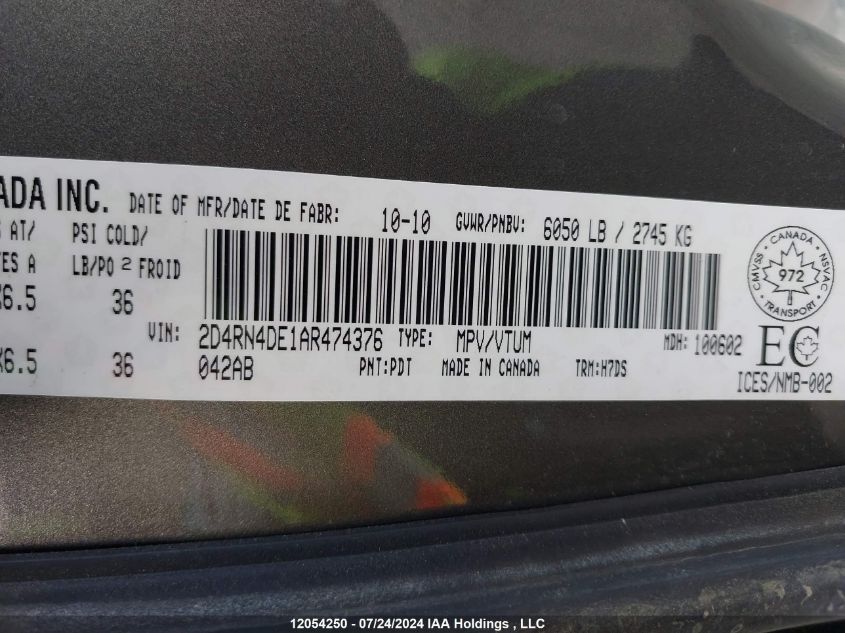 ADA INC. DATE OF MFR/DATE DE FABR: 10-10 GVWR/PNBV: 6050 LB / 2745 KG
AT/ PSI COLD/
ES A LB/PO 2 FROID
6.5 36
VIN: 2D4RN4DE1AR474376 TYPE: MPV/VTUM MDH: 100602
6.5 36 042AB PNT:PDT MADE IN CANADA TRM:H7DS
CANADA
CMVSS NSVAC
972
TRANSPORT
EC
ICES/NMB-002
12054250 - 07/24/2024 IAA Holdings , LLC